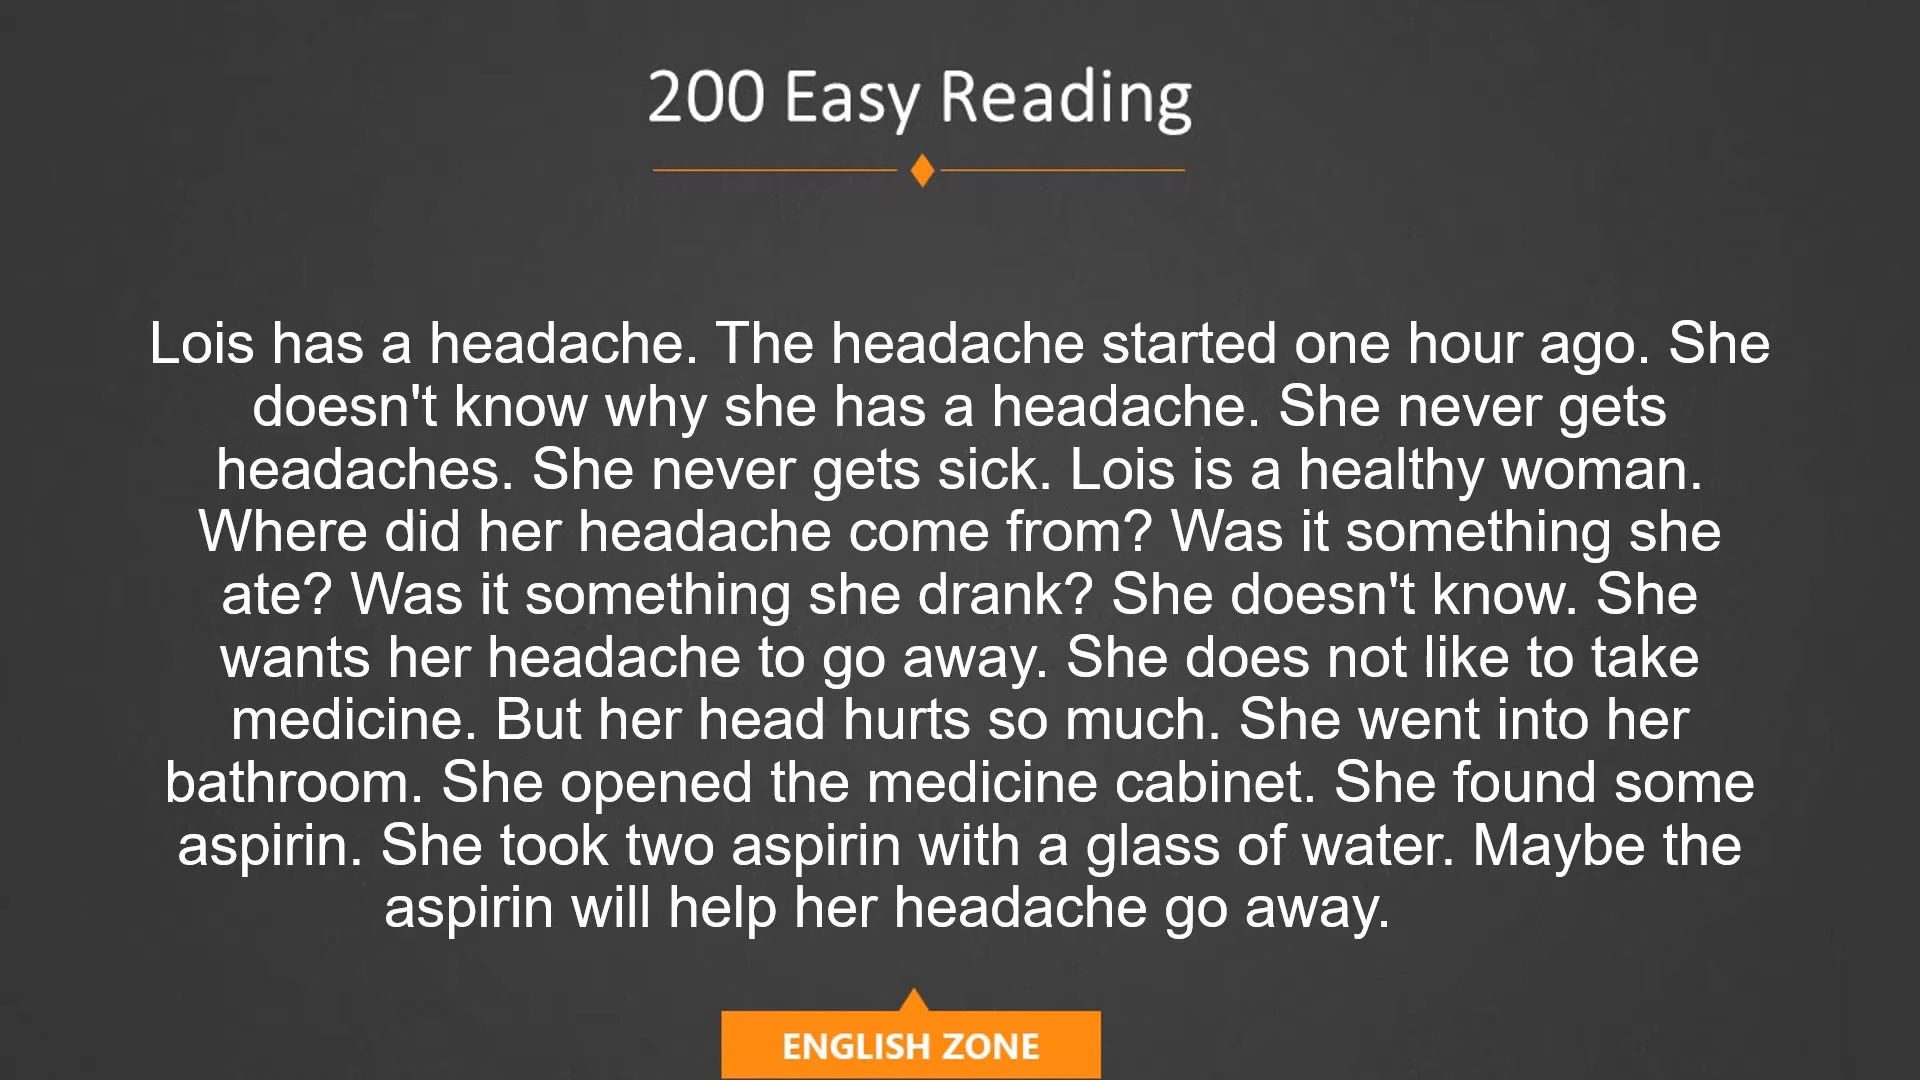 200 Easy Reading
Lois has a headache. The headache started one hour ago. She
doesn't know why she has a headache. She never gets
headaches. She never gets sick. Lois is a healthy woman.
Where did her headache come from? Was it something she
ate? Was it something she drank? She doesn't know. She
wants her headache to go away. She does not like to take
medicine. But her head hurts so much. She went into her
bathroom. She opened the medicine cabinet. She found some
aspirin. She took two aspirin with a glass of water. Maybe the
aspirin will help her headache go away.
ENGLISH ZONE